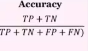 Accuracy
TP + TN
TP + TN + FP + FN)